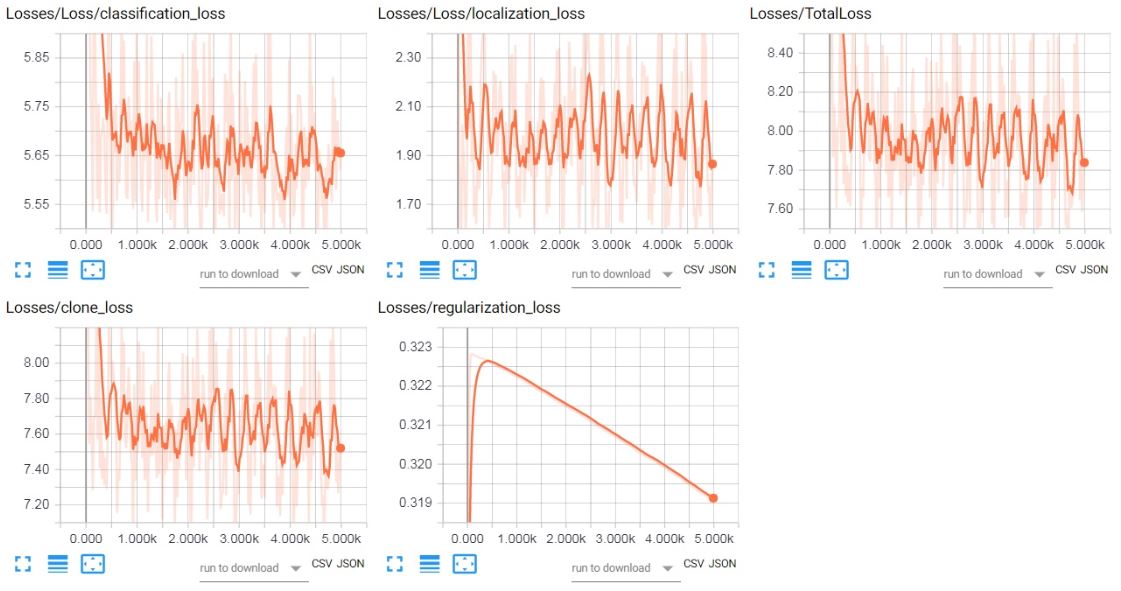 Losses/Loss/classification_loss
5.85
5.75
5.65
5.55
0.000 1.000k 2.000k 3.000k 4.000k 5.000k
run to download CSV JSON
Losses/Loss/localization_loss
2.30
2.10
1.90
1.70
0.000 1.000k 2.000k 3.000k 4.000k 5.000k
run to download CSV JSON
Losses/TotalLoss
8.40
8.20
8.00
7.80
7.60
0.000 1.000k 2.000k 3.000k 4.000k 5.000k
run to download CSV JSON
Losses/clone_loss
8.00
7.80
7.60
7.40
7.20
0.000 1.000k 2.000k 3.000k 4.000k 5.000k
run to download CSV JSON
Losses/regularization_loss
0.323
0.322
0.321
0.320
0.319
0.000 1.000k 2.000k 3.000k 4.000k 5.000k
run to download CSV JSON